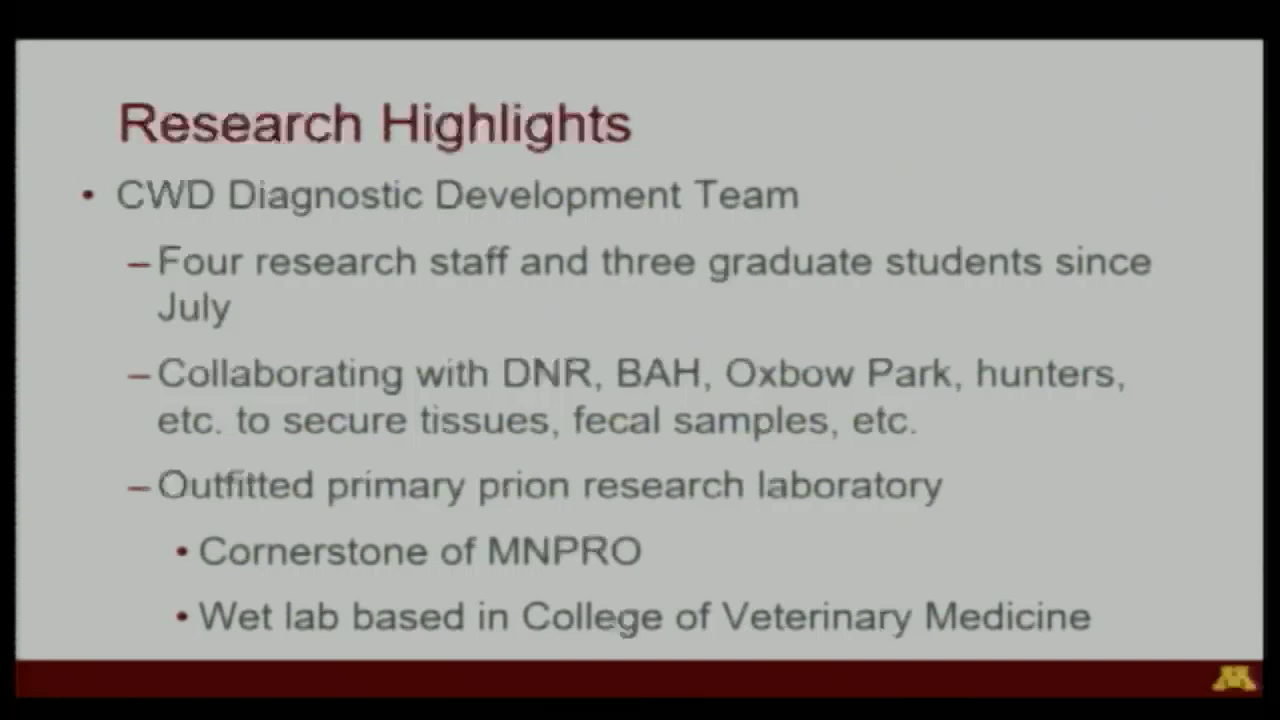 Research Highlights
• CWD Diagnostic Development Team
– Four research staff and three graduate students since
July
– Collaborating with DNR, BAH, Oxbow Park, hunters,
etc. to secure tissues, fecal samples, etc.
– Outfitted primary prion research laboratory
• Cornerstone of MNPRO
• Wet lab based in College of Veterinary Medicine
M